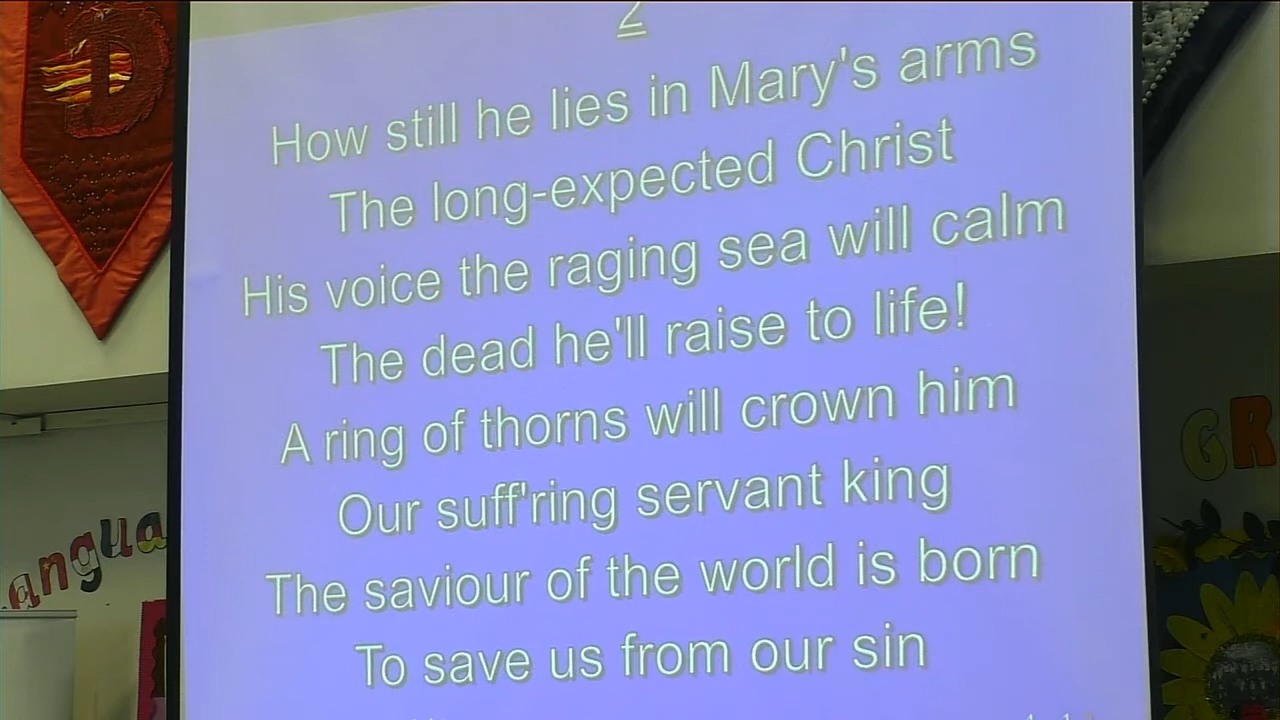 D
2
How still he lies in Mary's arms
The long-expected Christ
His voice the raging sea will calm
The dead he'll raise to life!
A ring of thorns will crown him
Our suff'ring servant king
The saviour of the world is born
To save us from our sin
angua
GR